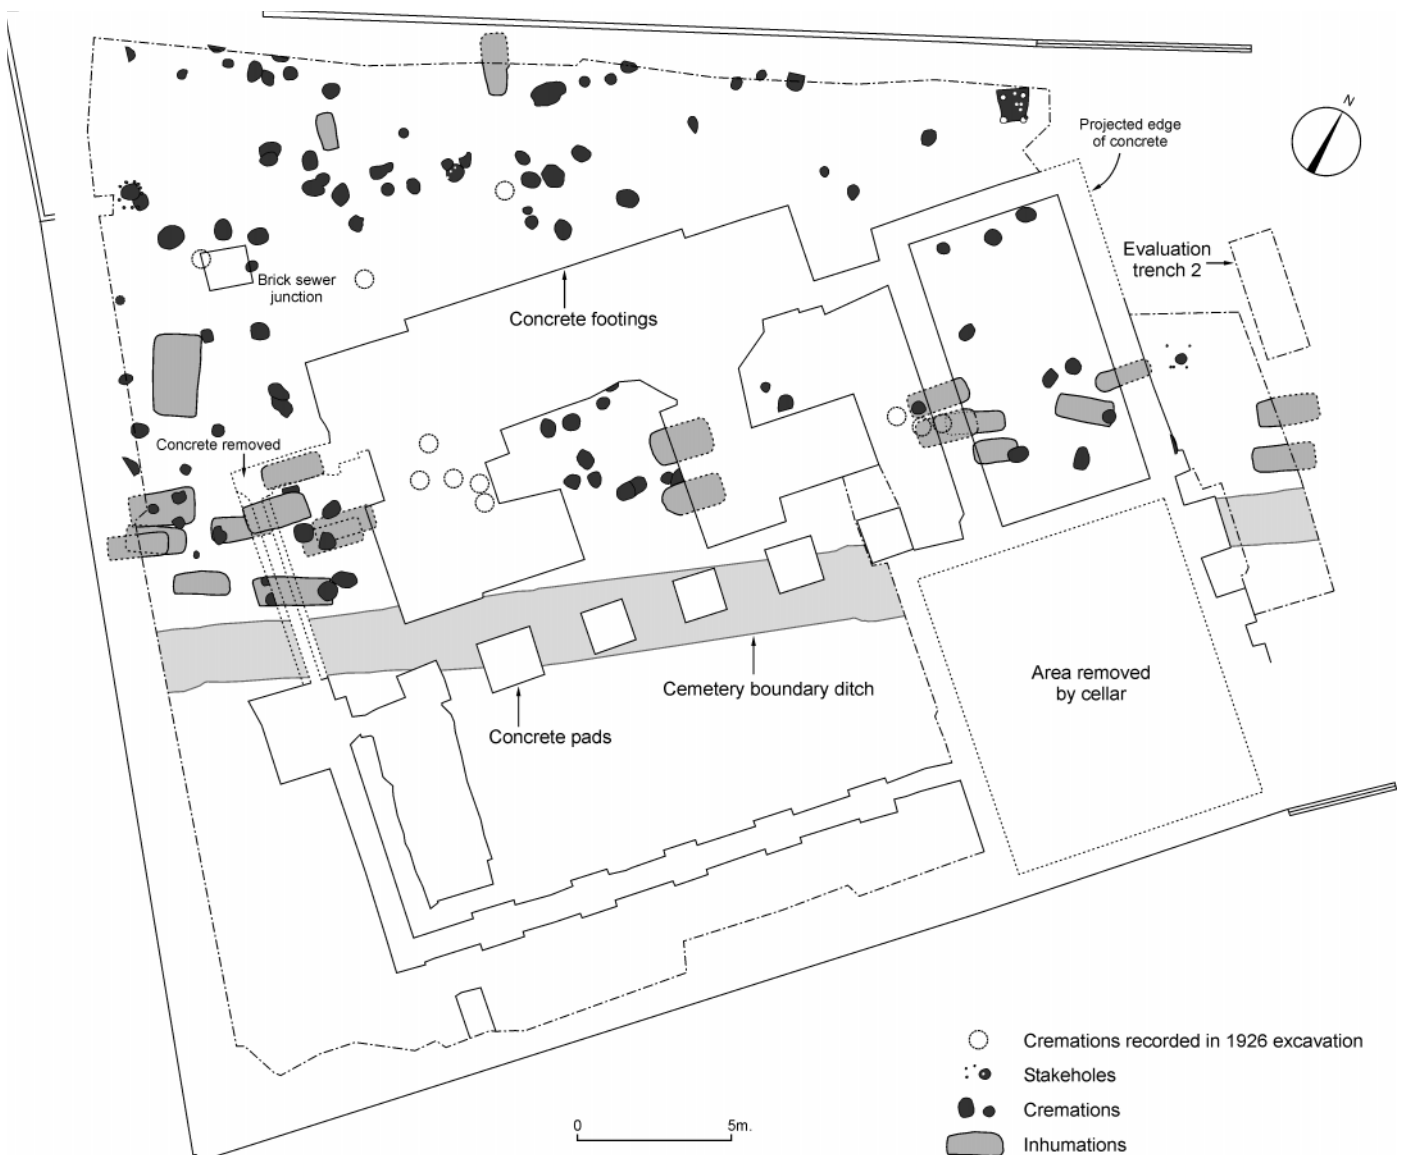 N
Projected edge
of concrete
Evaluation
trench 2
Brick sewer
junction
Concrete footings
Concrete removed
Cemetery boundary ditch
Area removed
by cellar
Concrete pads
Cremations recorded in 1926 excavation
Stakeholes
Cremations
0 5m.
Inhumations